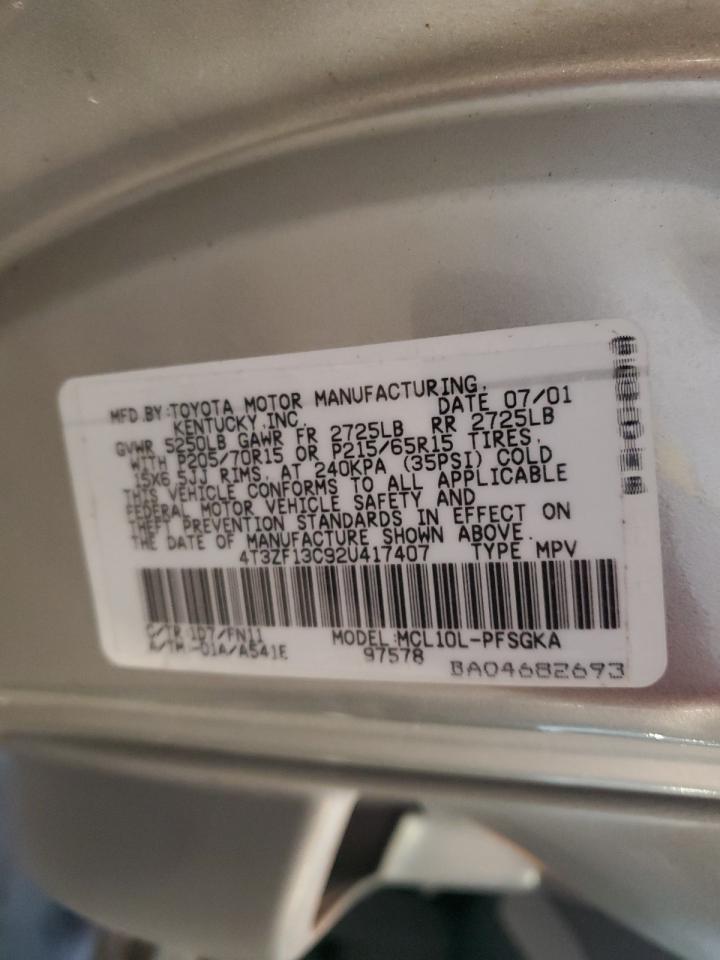 MFD.BY:TOYOTA MOTOR MANUFACTURING,
KENTUCKY,INC. DATE 07/01
GVWR 5250LB GAWR FR 2725LB RR 2725LB
WITH P205/70R15 OR P215/65R15 TIRES,
15X6.5JJ RIMS, AT 240KPA (35PSI) COLD
THIS VEHICLE CONFORMS TO ALL APPLICABLE
FEDERAL MOTOR VEHICLE SAFETY AND
THEFT PREVENTION STANDARDS IN EFFECT ON
THE DATE OF MANUFACTURE SHOWN ABOVE.
4T3ZF13C92U417407 TYPE MPV
C/TR:1D7/FN11 MODEL:MCL10L-PFSGKA
A/TM:-01A/A541E 97578
BA04682693